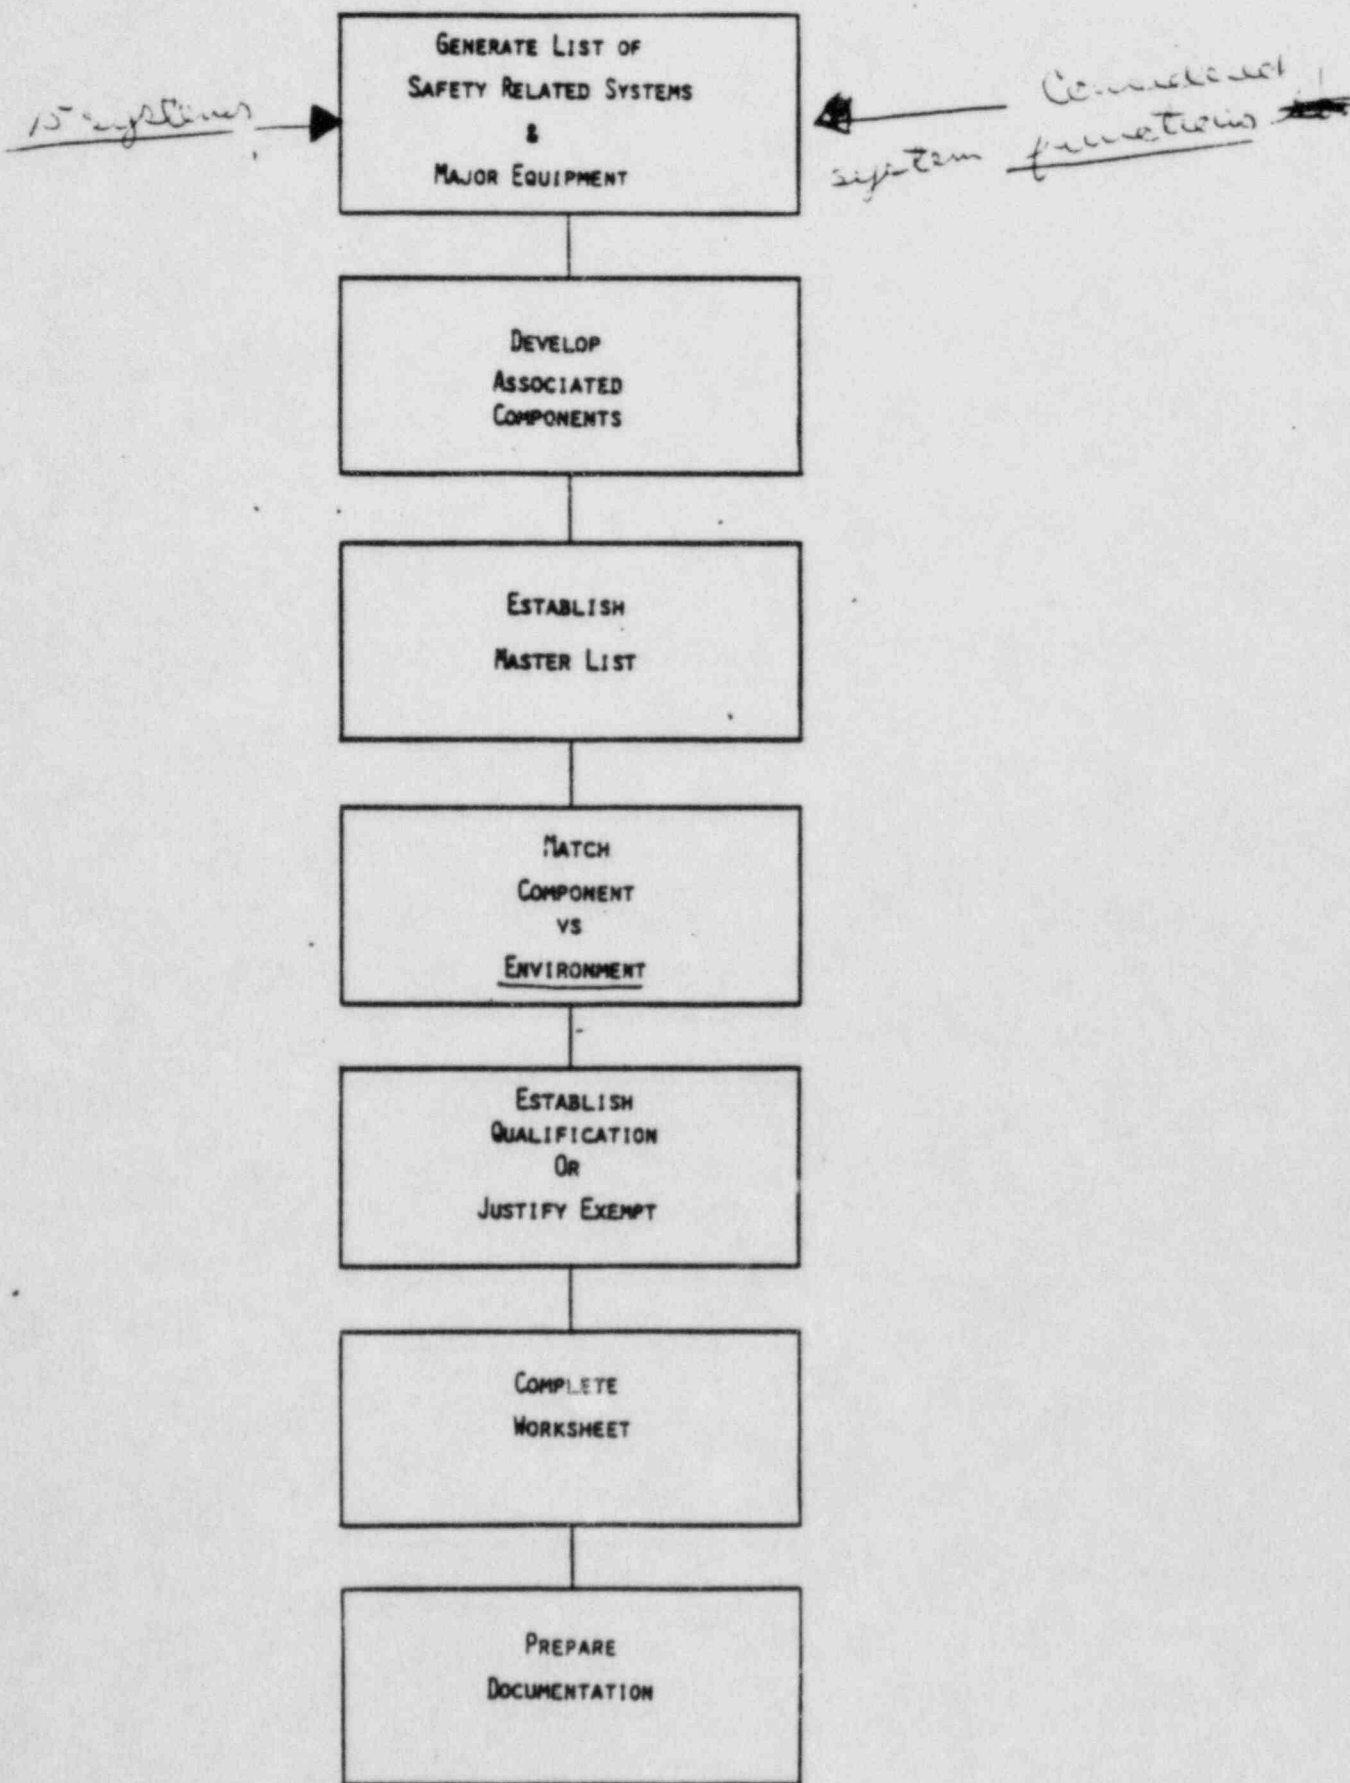 GENERATE LIST OF
SAFETY RELATED SYSTEMS
&
MAJOR EQUIPMENT
15 systems
Considered
system functions
DEVELOP
ASSOCIATED
COMPONENTS
ESTABLISH
MASTER LIST
MATCH
COMPONENT
VS
ENVIRONMENT
ESTABLISH
QUALIFICATION
OR
JUSTIFY EXEMPT
COMPLETE
WORKSHEET
PREPARE
DOCUMENTATION